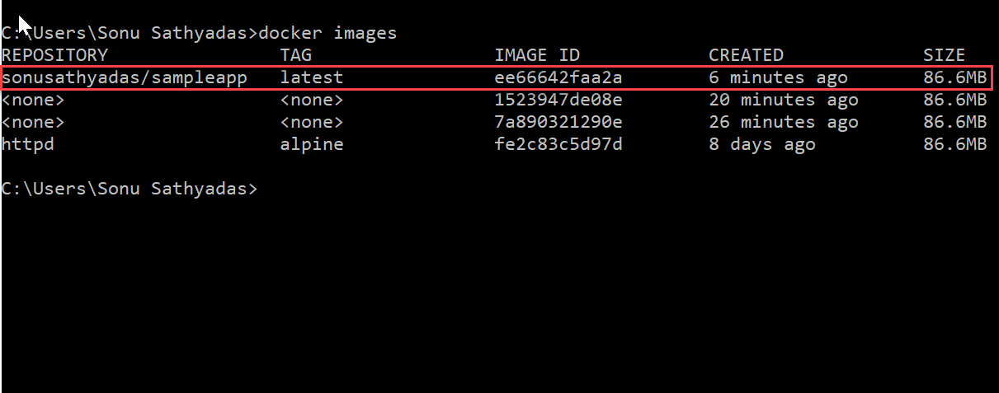 C:\Users\Sonu Sathyadas>docker images
REPOSITORY TAG IMAGE ID CREATED SIZE
sonusathyadas/sampleapp latest ee66642faa2a 6 minutes ago 86.6MB
<none> <none> 1523947de08e 20 minutes ago 86.6MB
<none> <none> 7a890321290e 26 minutes ago 86.6MB
httpd alpine fe2c83c5d97d 8 days ago 86.6MB
C:\Users\Sonu Sathyadas>